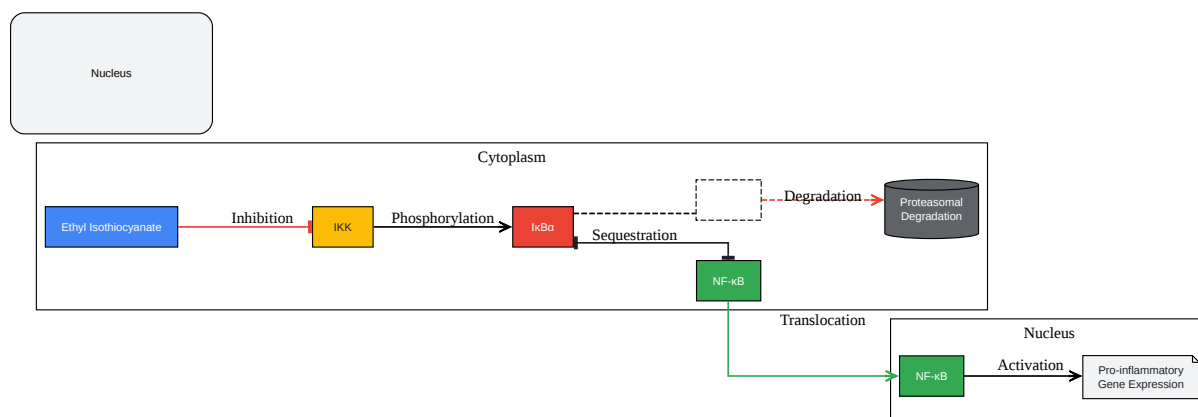 Nucleus
Cytoplasm
Ethyl Isothiocyanate
Inhibition
IKK
Phosphorylation
IκBα
Sequestration
NF-κB
Degradation
Proteasomal
Degradation
Translocation
Nucleus
NF-κB
Activation
Pro-inflammatory
Gene Expression